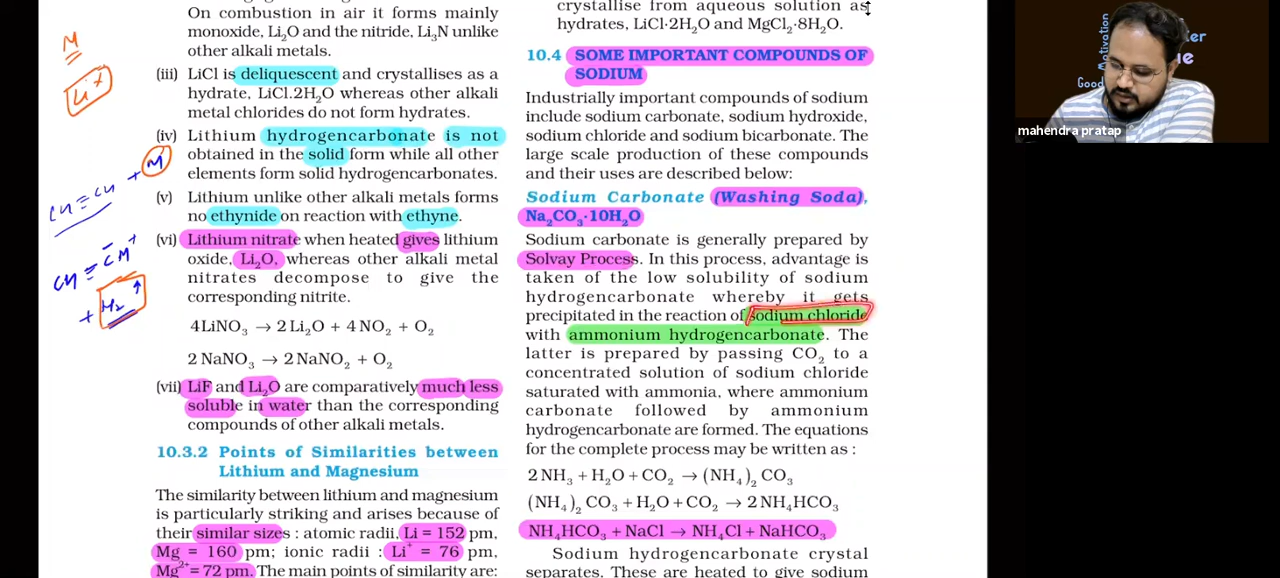 On combustion in air it forms mainly
monoxide, Li₂O and the nitride, Li₃N unlike
other alkali metals.
(iii) LiCl is deliquescent and crystallises as a
hydrate, LiCl.2H₂O whereas other alkali
metal chlorides do not form hydrates.
(iv) Lithium hydrogencarbonate is not
obtained in the solid form while all other
elements form solid hydrogencarbonates.
(v) Lithium unlike other alkali metals forms
no ethynide on reaction with ethyne.
(vi) Lithium nitrate when heated gives lithium
oxide, Li₂O, whereas other alkali metal
nitrates decompose to give the
corresponding nitrite.
4LiNO₃ → 2 Li₂O + 4 NO₂ + O₂
2 NaNO₃ → 2 NaNO₂ + O₂
(vii) LiF and Li₂O are comparatively much less
soluble in water than the corresponding
compounds of other alkali metals.
10.3.2 Points of Similarities between
Lithium and Magnesium
The similarity between lithium and magnesium
is particularly striking and arises because of
their similar sizes : atomic radii, Li = 152 pm,
Mg = 160 pm; ionic radii : Li⁺ = 76 pm,
Mg²⁺ = 72 pm. The main points of similarity are:
M
Li⁺
CH≡CH + M
CH≡C⁻M⁺
+ H₂ ↑
crystallise from aqueous solution as
hydrates, LiCl·2H₂O and MgCl₂·8H₂O.
10.4 SOME IMPORTANT COMPOUNDS OF
SODIUM
Industrially important compounds of sodium
include sodium carbonate, sodium hydroxide,
sodium chloride and sodium bicarbonate. The
large scale production of these compounds
and their uses are described below:
Sodium Carbonate (Washing Soda),
Na₂CO₃·10H₂O
Sodium carbonate is generally prepared by
Solvay Process. In this process, advantage is
taken of the low solubility of sodium
hydrogencarbonate whereby it gets
precipitated in the reaction of sodium chloride
with ammonium hydrogencarbonate. The
latter is prepared by passing CO₂ to a
concentrated solution of sodium chloride
saturated with ammonia, where ammonium
carbonate followed by ammonium
hydrogencarbonate are formed. The equations
for the complete process may be written as :
2 NH₃ + H₂O + CO₂ → (NH₄)₂ CO₃
(NH₄)₂ CO₃ + H₂O + CO₂ → 2 NH₄HCO₃
NH₄HCO₃ + NaCl → NH₄Cl + NaHCO₃
Sodium hydrogencarbonate crystal
separates. These are heated to give sodium
Motivation
Good
mahendra pratap